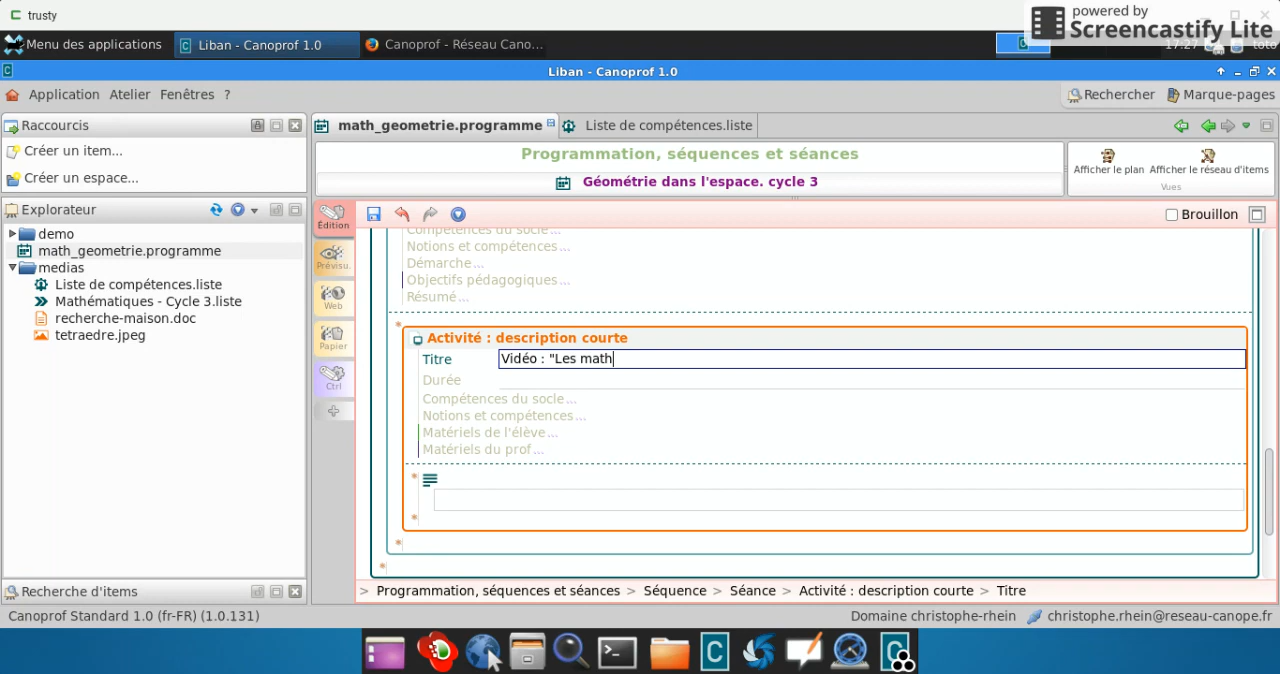 trusty
powered by
Screencastify Lite
Menu des applications
Liban - Canoprof 1.0
Canoprof - Réseau Cano...
17:27
toto
Liban - Canoprof 1.0
Application Atelier Fenêtres ?
Rechercher
Marque-pages
Raccourcis
Créer un item...
Créer un espace...
Explorateur
demo
math_geometrie.programme
medias
Liste de compétences.liste
Mathématiques - Cycle 3.liste
recherche-maison.doc
tetraedre.jpeg
Recherche d'items
math_geometrie.programme
Liste de compétences.liste
Programmation, séquences et séances
Géométrie dans l'espace. cycle 3
Afficher le plan
Afficher le réseau d'items
Vues
Édition
Prévisu.
Web
Papier
Ctrl
Brouillon
Compétences du socle...
Notions et compétences...
Démarche...
Objectifs pédagogiques...
Résumé...
Activité : description courte
Titre
Vidéo : "Les math
Durée
Compétences du socle...
Notions et compétences...
Matériels de l'élève...
Matériels du prof...
> Programmation, séquences et séances > Séquence > Séance > Activité : description courte > Titre
Canoprof Standard 1.0 (fr-FR) (1.0.131)
Domaine christophe-rhein
christophe.rhein@reseau-canope.fr